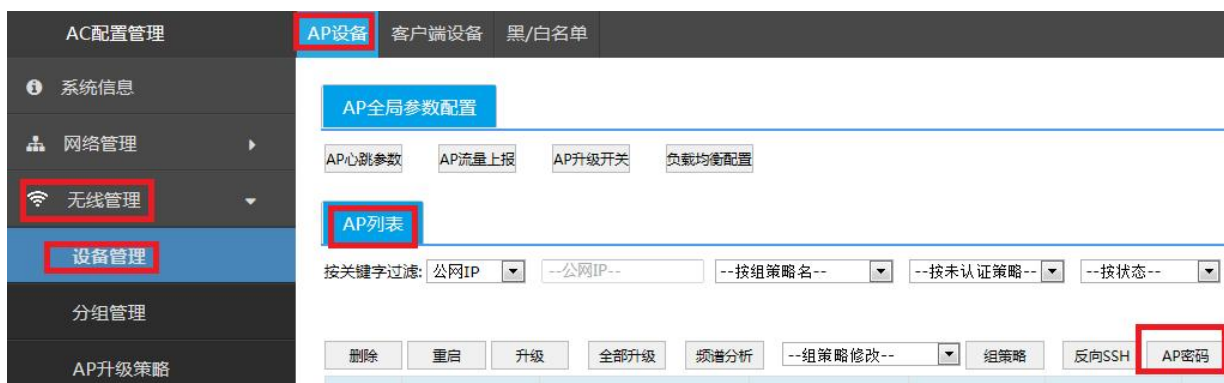 AC配置管理
AP设备 客户端设备 黑/白名单
系统信息
AP全局参数配置
网络管理
AP心跳参数 AP流量上报 AP升级开关 负载均衡配置
无线管理
AP列表
设备管理
按关键字过滤: 公网IP --公网IP-- --按组策略名-- --按未认证策略-- --按状态--
分组管理
删除 重启 升级 全部升级 频谱分析 --组策略修改-- 组策略 反向SSH AP密码
AP升级策略